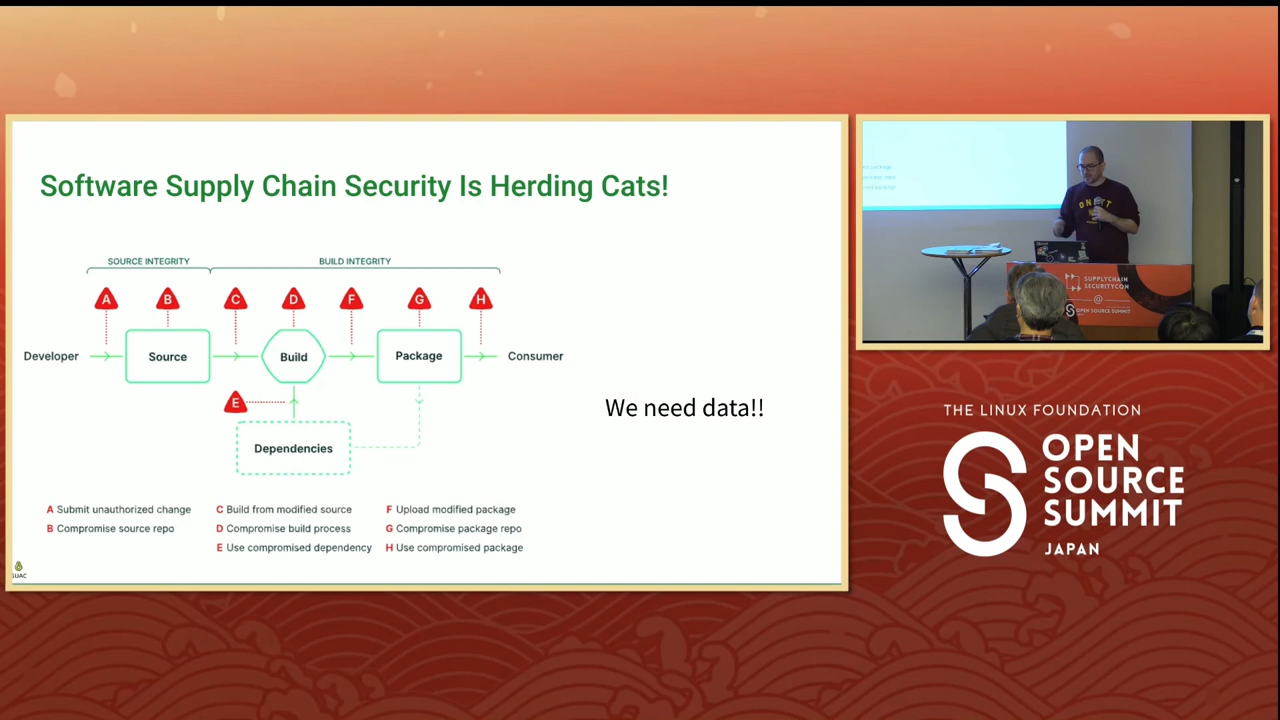 Software Supply Chain Security Is Herding Cats!
SOURCE INTEGRITY
BUILD INTEGRITY
A
B
C
D
F
G
H
Developer
Source
Build
Package
Consumer
E
Dependencies
We need data!!
A Submit unauthorized change
B Compromise source repo
C Build from modified source
D Compromise build process
E Use compromised dependency
F Upload modified package
G Compromise package repo
H Use compromised package
SUPPLYCHAIN
SECURITYCON
@
OPEN SOURCE SUMMIT
THE LINUX FOUNDATION
OPEN
SOURCE
SUMMIT
JAPAN